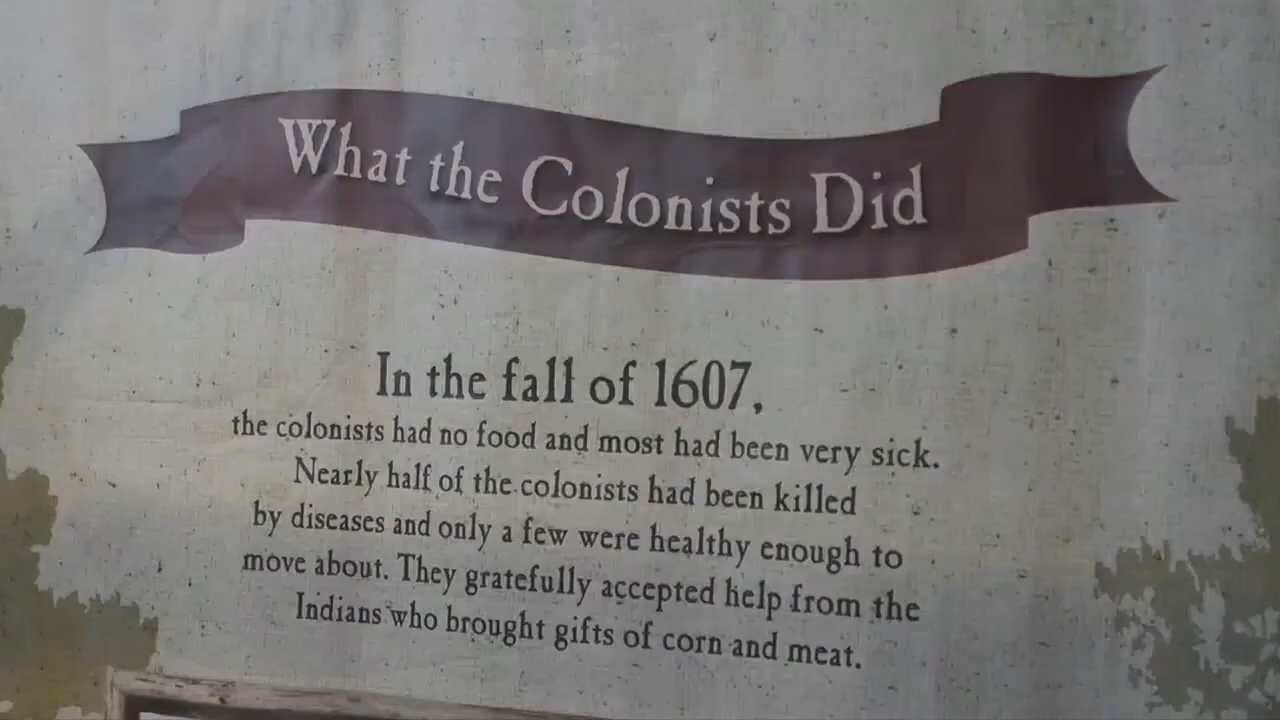 What the Colonists Did
In the fall of 1607,
the colonists had no food and most had been very sick.
Nearly half of the colonists had been killed
by diseases and only a few were healthy enough to
move about. They gratefully accepted help from the
Indians who brought gifts of corn and meat.